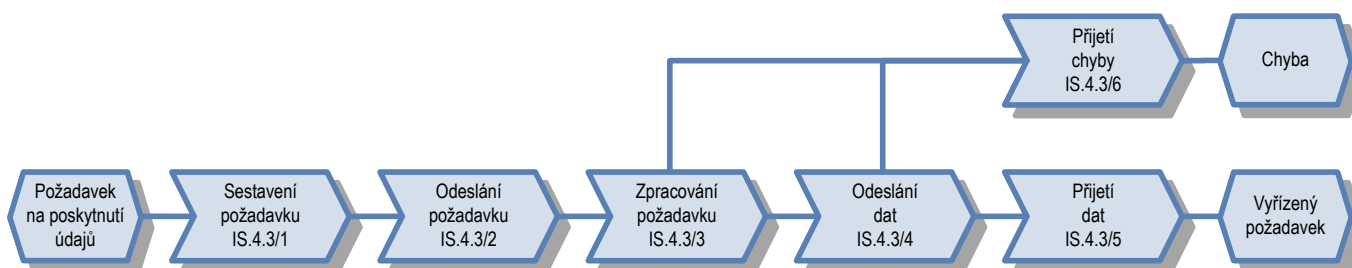 Přijetí
chyby
IS.4.3/6
Chyba
Požadavek
na poskytnutí
údajů
Sestavení
požadavku
IS.4.3/1
Odeslání
požadavku
IS.4.3/2
Zpracování
požadavku
IS.4.3/3
Odeslání
dat
IS.4.3/4
Přijetí
dat
IS.4.3/5
Vyřízený
požadavek